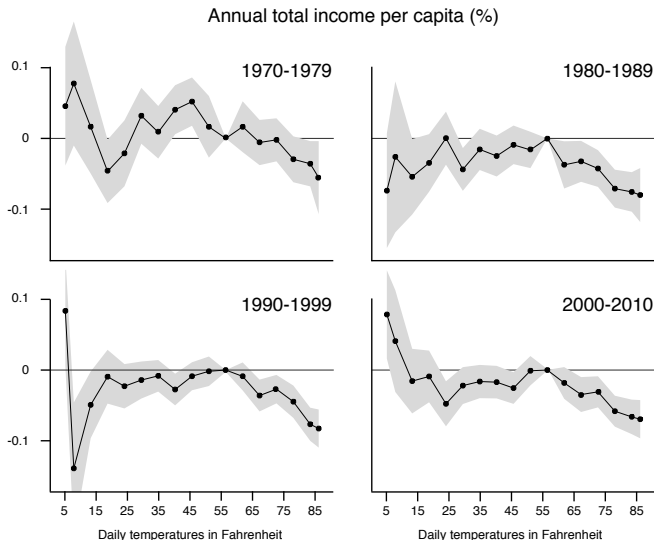 Annual total income per capita (%)
1970-1979
1980-1989
0.1
0
-0.1
1990-1999
2000-2010
0.1
0
-0.1
5 15 25 35 45 55 65 75 85
5 15 25 35 45 55 65 75 85
Daily temperatures in Fahrenheit
Daily temperatures in Fahrenheit